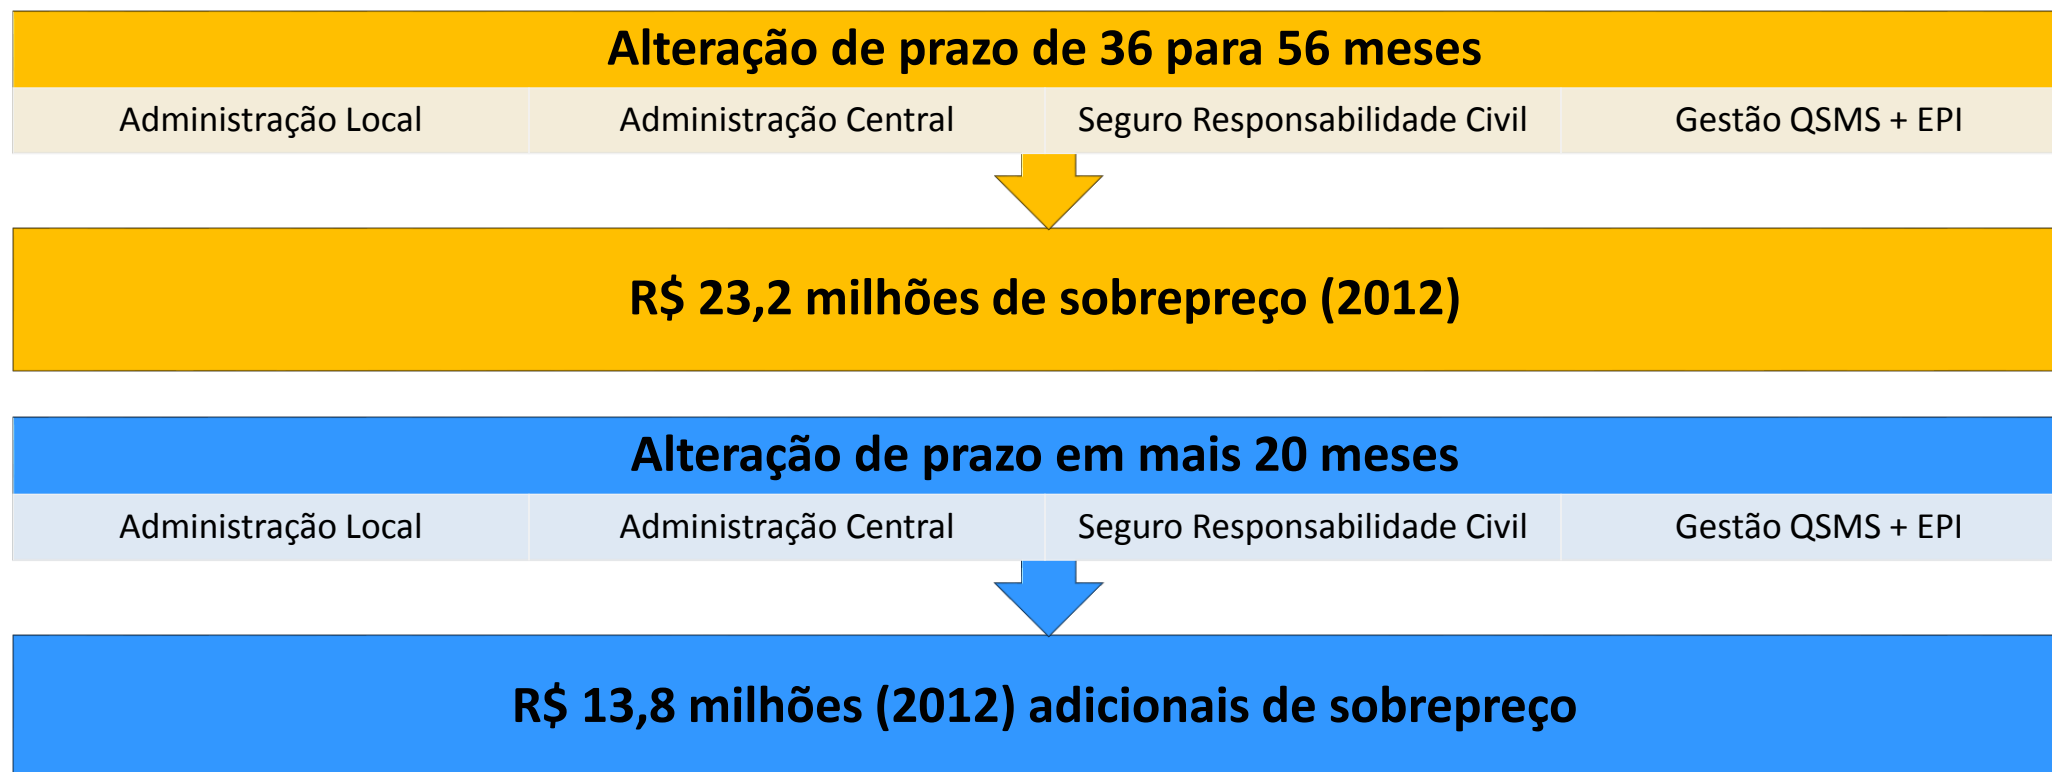 Alteração de prazo de 36 para 56 meses
Administração Local Administração Central Seguro Responsabilidade Civil Gestão QSMS + EPI
R$ 23,2 milhões de sobrepreço (2012)
Alteração de prazo em mais 20 meses
Administração Local Administração Central Seguro Responsabilidade Civil Gestão QSMS + EPI
R$ 13,8 milhões (2012) adicionais de sobrepreço